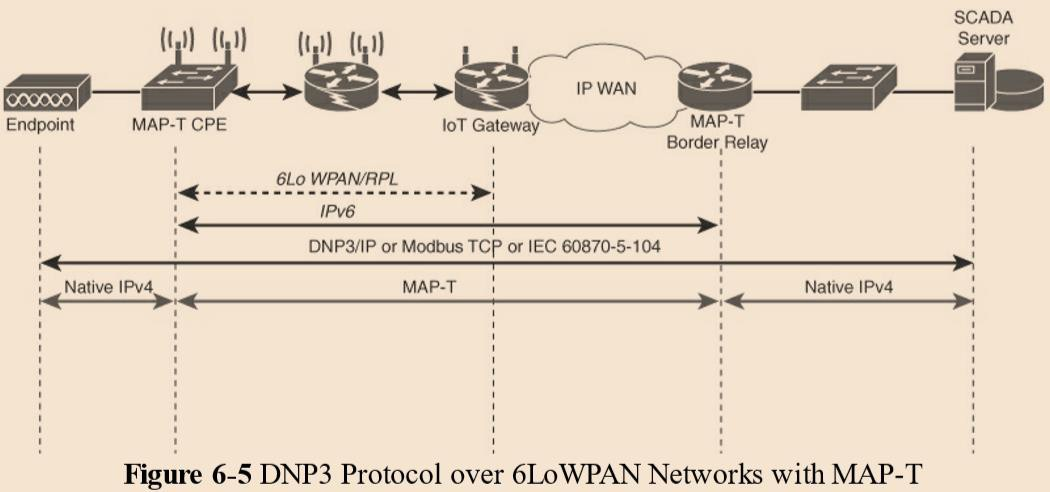 SCADA
Server
IP WAN
Endpoint
MAP-T CPE
IoT Gateway
MAP-T
Border Relay
6Lo WPAN/RPL
IPv6
DNP3/IP or Modbus TCP or IEC 60870-5-104
Native IPv4
MAP-T
Native IPv4
Figure 6-5 DNP3 Protocol over 6LoWPAN Networks with MAP-T